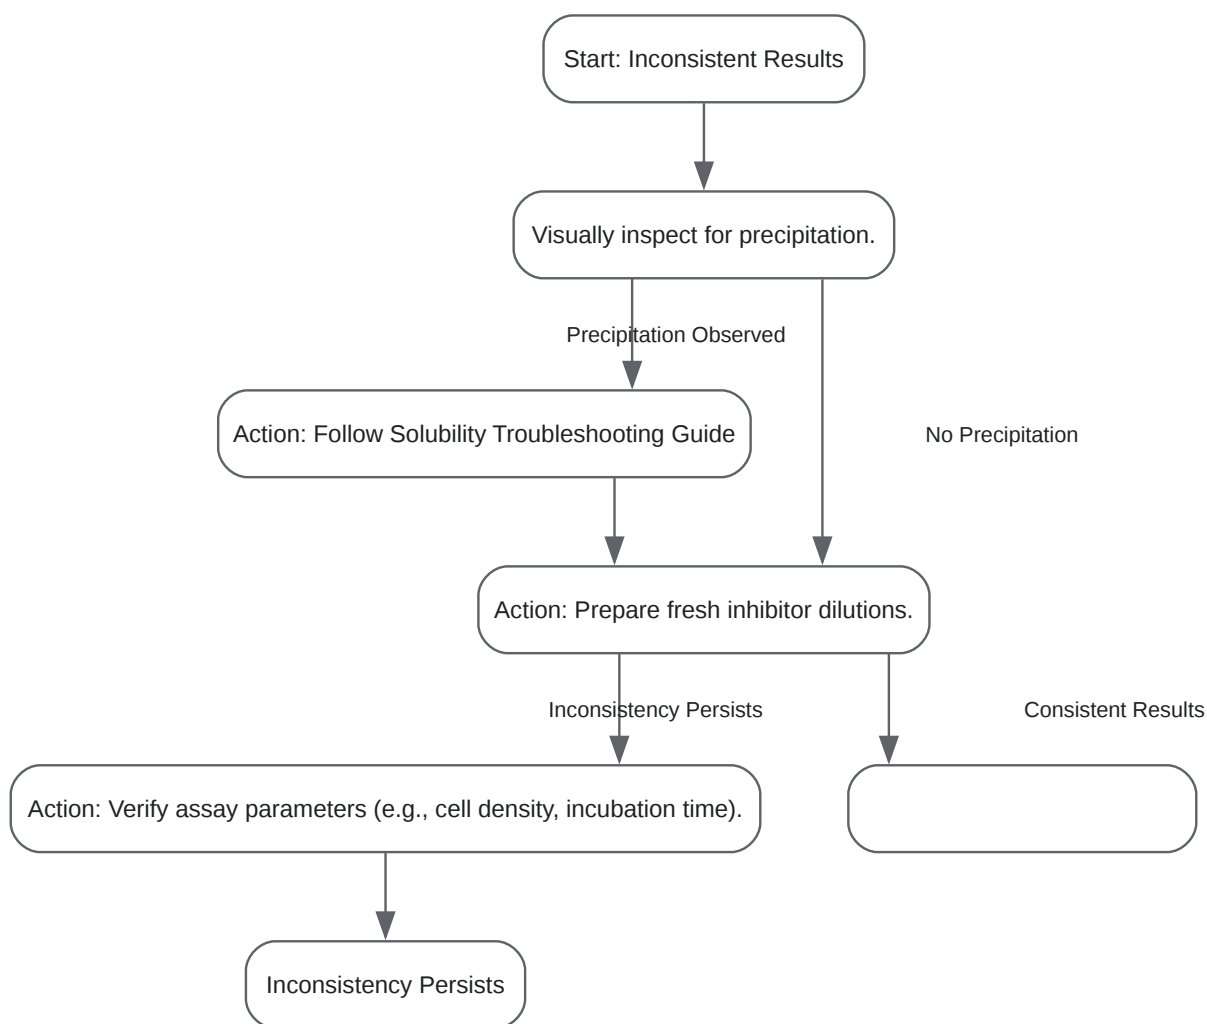 Start: Inconsistent Results
Visually inspect for precipitation.
Precipitation Observed
Action: Follow Solubility Troubleshooting Guide
No Precipitation
Action: Prepare fresh inhibitor dilutions.
Inconsistency Persists
Consistent Results
Action: Verify assay parameters (e.g., cell density, incubation time).
Inconsistency Persists